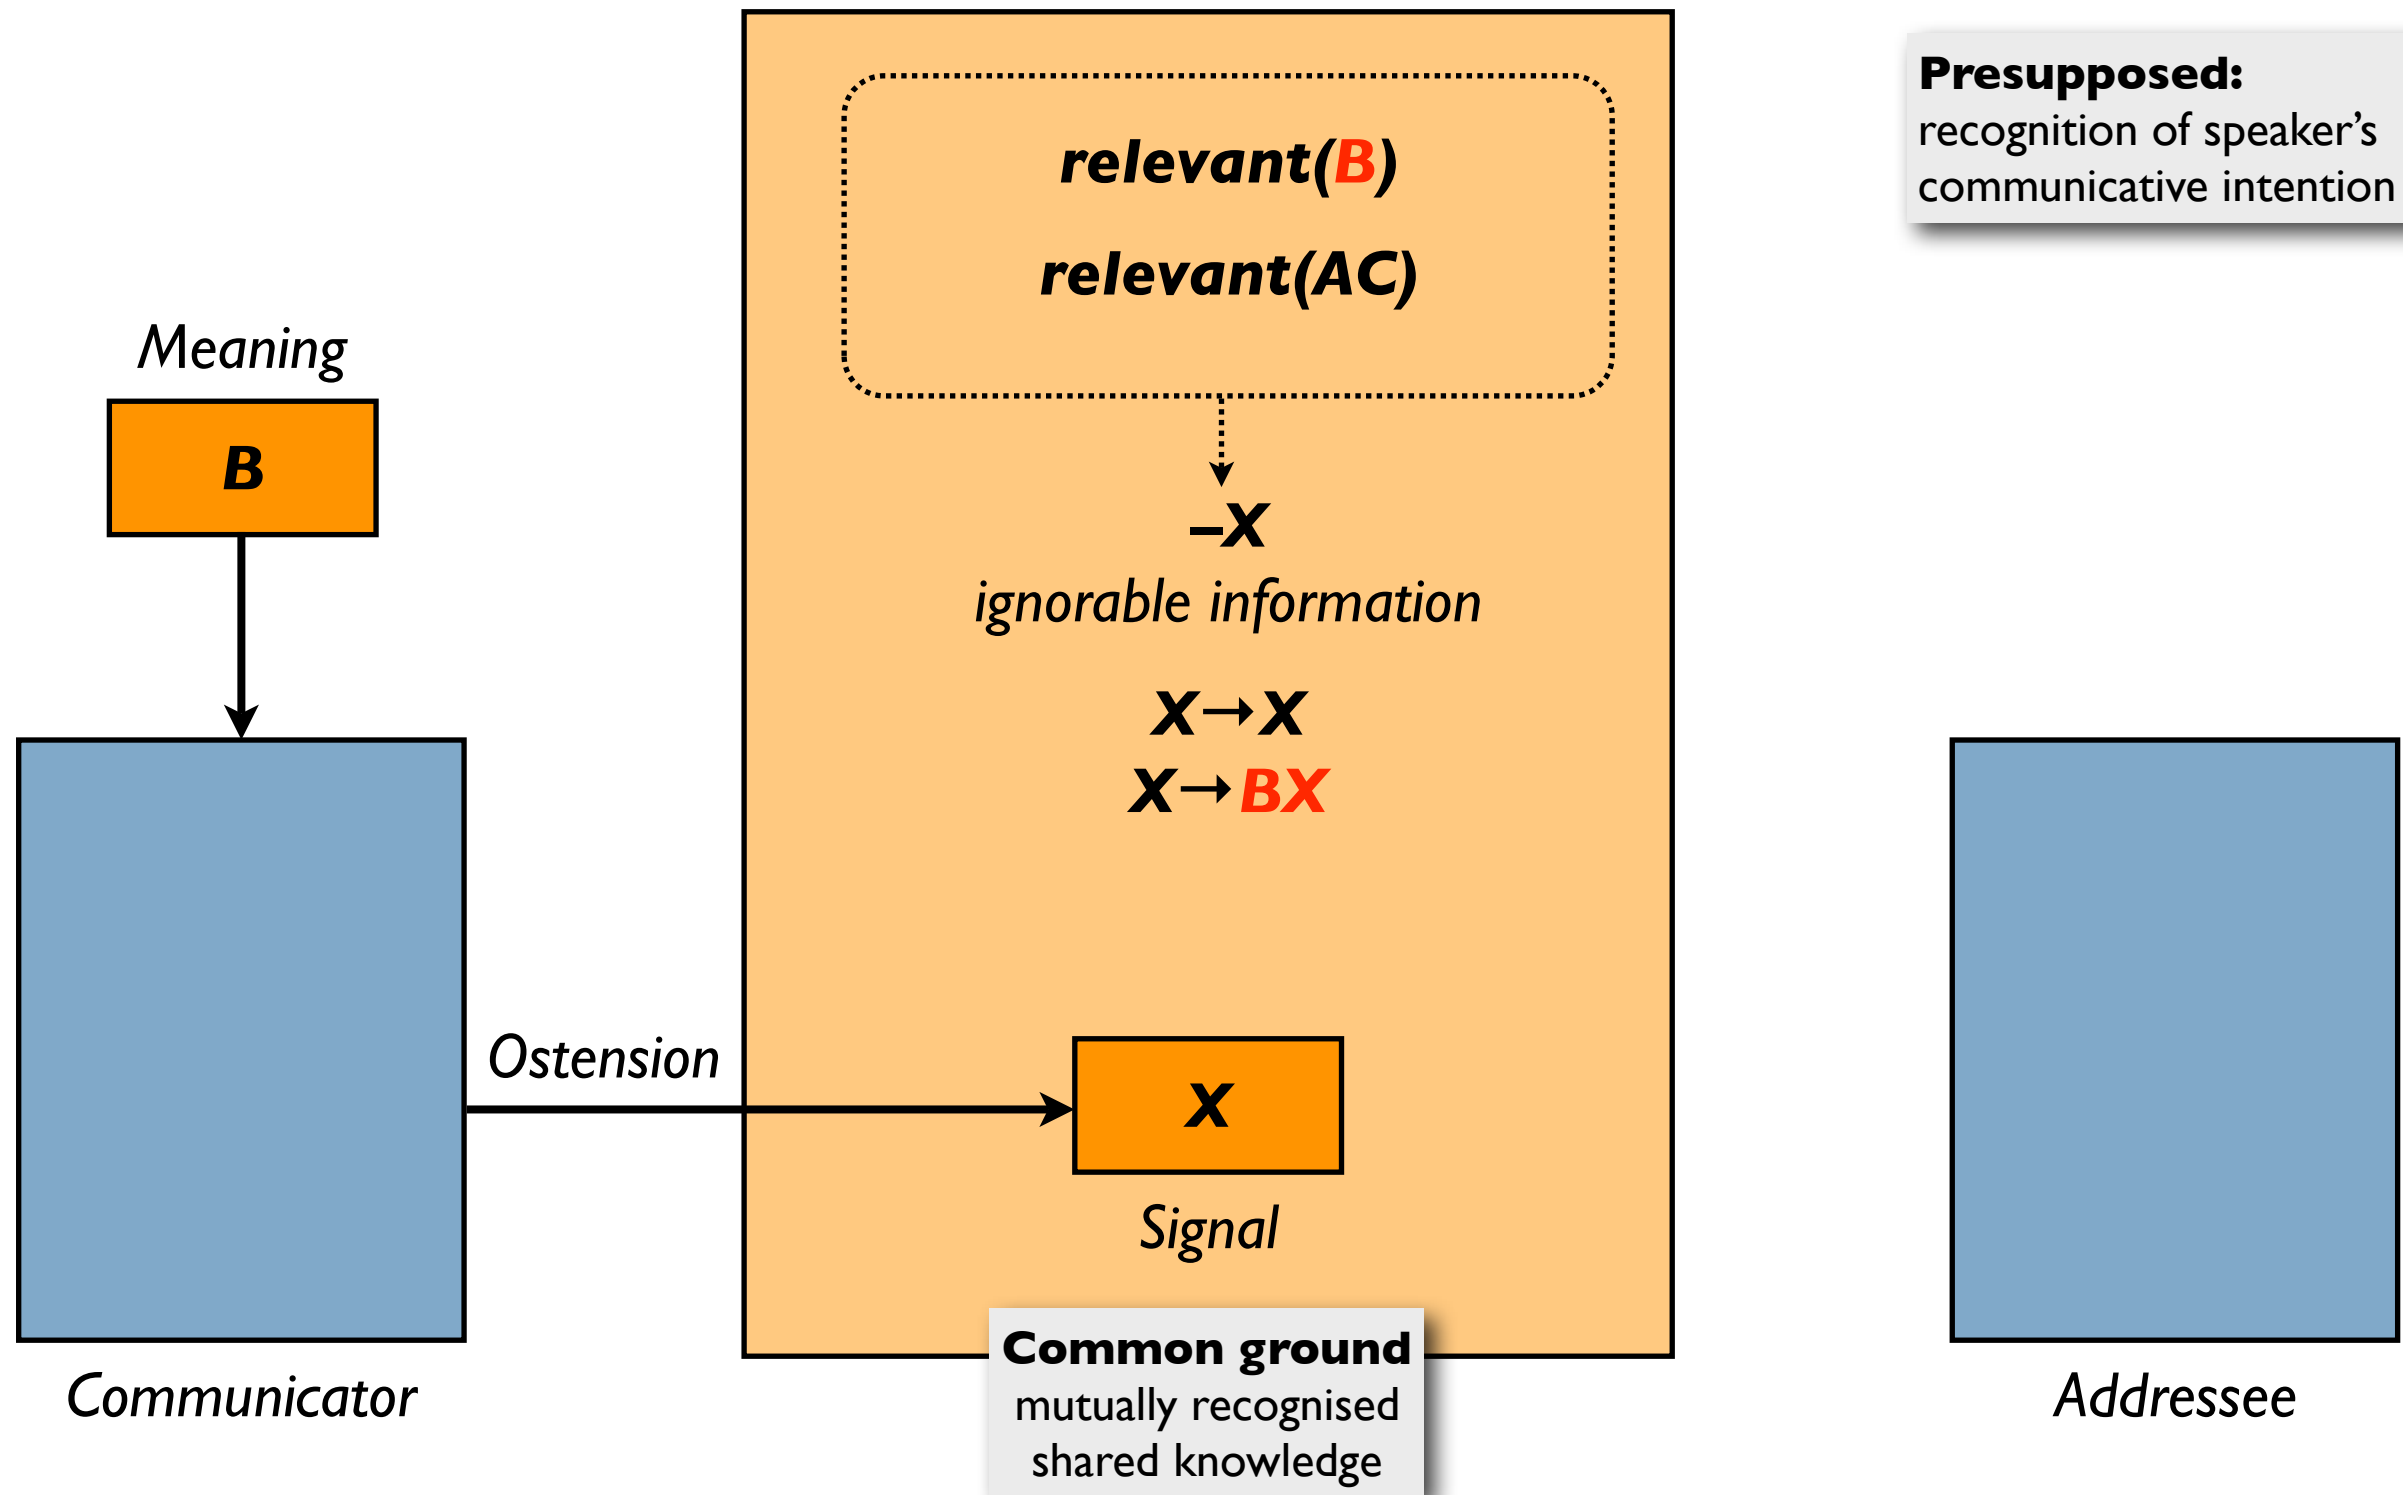 Presupposed:
recognition of speaker’s
communicative intention
relevant(B)
relevant(AC)
Meaning
B
–X
ignorable information
X→X
X→BX
Ostension
X
Signal
Common ground
mutually recognised
shared knowledge
Communicator
Addressee